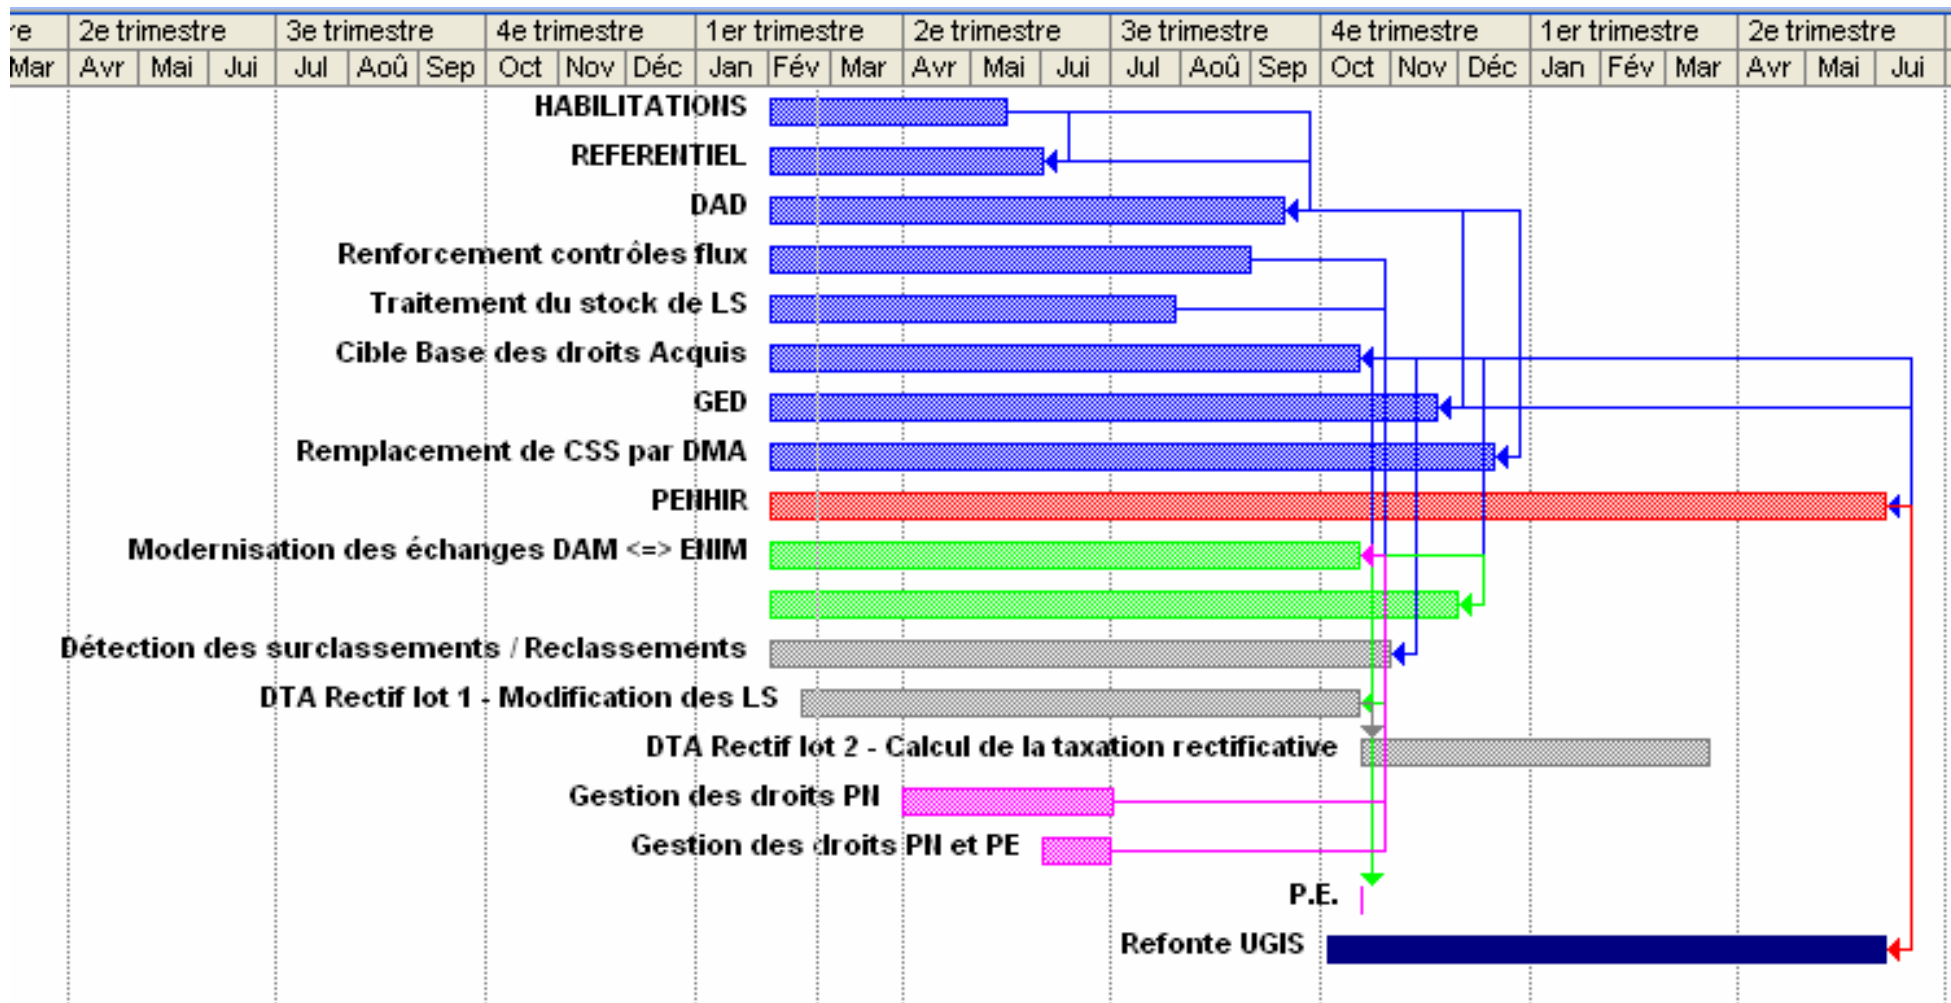 re 2e trimestre 3e trimestre 4e trimestre 1er trimestre 2e trimestre 3e trimestre 4e trimestre 1er trimestre 2e trimestre
Mar Avr Mai Jui Jul Aoû Sep Oct Nov Déc Jan Fév Mar Avr Mai Jui Jul Aoû Sep Oct Nov Déc Jan Fév Mar Avr Mai Jui
HABILITATIONS
REFERENTIEL
DAD
Renforcement contrôles flux
Traitement du stock de LS
Cible Base des droits Acquis
GED
Remplacement de CSS par DMA
PENHIR
Modernisation des échanges DAM <=> ENIM
Détection des surclassements / Reclassements
DTA Rectif lot 1 - Modification des LS
DTA Rectif lot 2 - Calcul de la taxation rectificative
Gestion des droits PN
Gestion des droits PN et PE
P.E.
Refonte UGIS